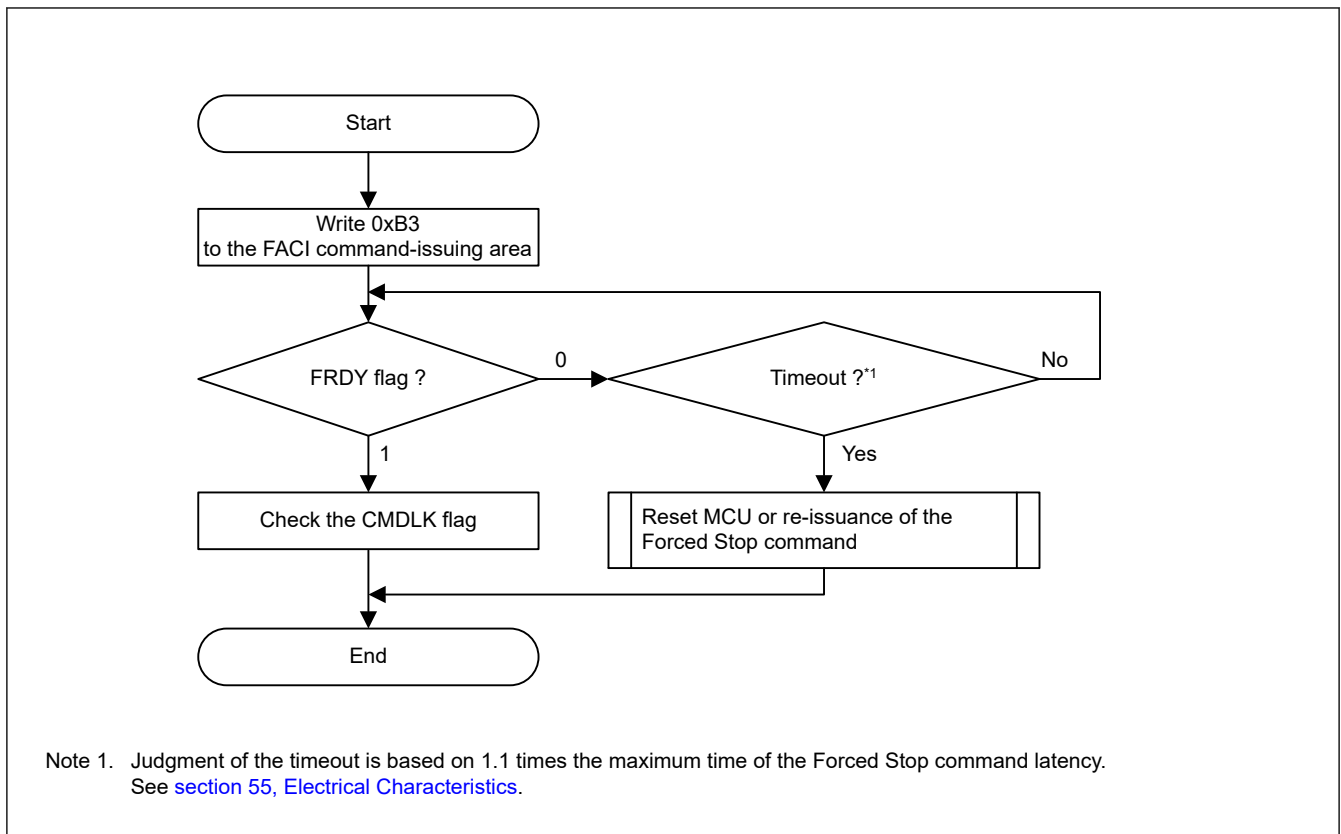 Start
Write 0xB3
to the FACI command-issuing area
FRDY flag ?
0
Timeout ?*1
No
1
Yes
Check the CMDLK flag
Reset MCU or re-issuance of the
Forced Stop command
End
Note 1. Judgment of the timeout is based on 1.1 times the maximum time of the Forced Stop command latency.
See section 55, Electrical Characteristics.